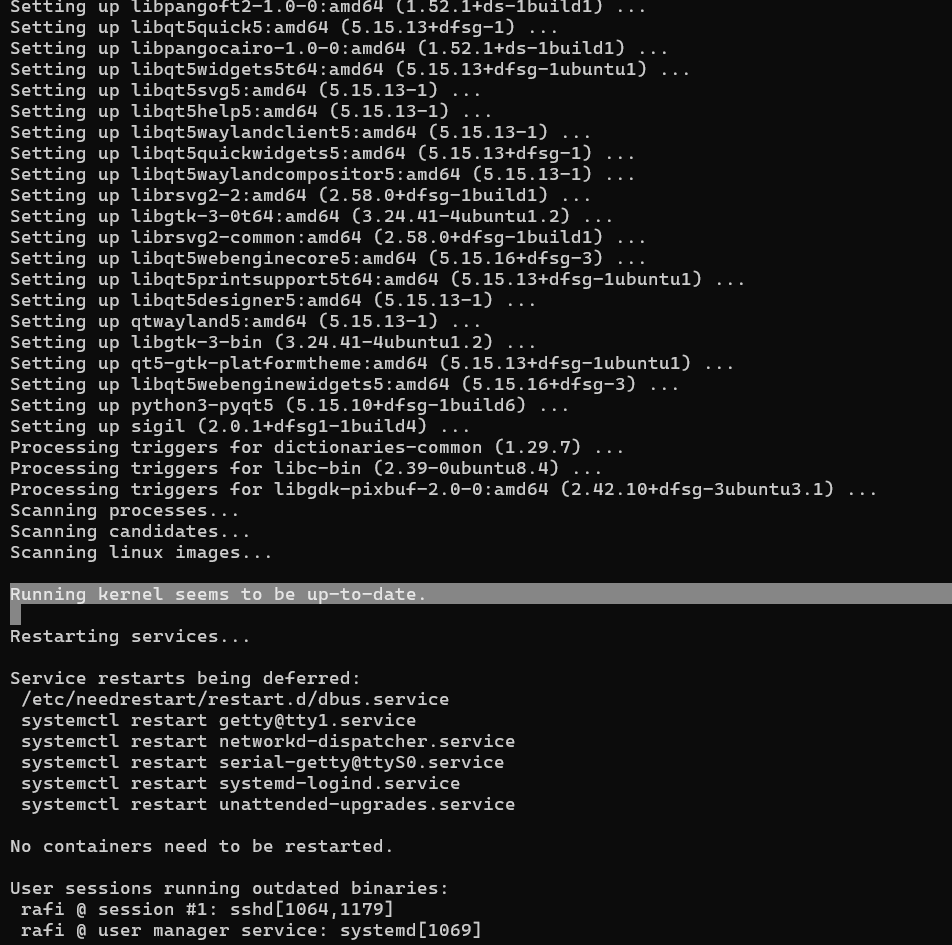 Setting up libpangoft2-1.0-0:amd64 (1.52.1+ds-1build1) ...
Setting up libqt5quick5:amd64 (5.15.13+dfsg-1) ...
Setting up libpangocairo-1.0-0:amd64 (1.52.1+ds-1build1) ...
Setting up libqt5widgets5t64:amd64 (5.15.13+dfsg-1ubuntu1) ...
Setting up libqt5svg5:amd64 (5.15.13-1) ...
Setting up libqt5help5:amd64 (5.15.13-1) ...
Setting up libqt5waylandclient5:amd64 (5.15.13-1) ...
Setting up libqt5quickwidgets5:amd64 (5.15.13+dfsg-1) ...
Setting up libqt5waylandcompositor5:amd64 (5.15.13-1) ...
Setting up librsvg2-2:amd64 (2.58.0+dfsg-1build1) ...
Setting up libgtk-3-0t64:amd64 (3.24.41-4ubuntu1.2) ...
Setting up librsvg2-common:amd64 (2.58.0+dfsg-1build1) ...
Setting up libqt5webenginecore5:amd64 (5.15.16+dfsg-3) ...
Setting up libqt5printsupport5t64:amd64 (5.15.13+dfsg-1ubuntu1) ...
Setting up libqt5designer5:amd64 (5.15.13-1) ...
Setting up qtwayland5:amd64 (5.15.13-1) ...
Setting up libgtk-3-bin (3.24.41-4ubuntu1.2) ...
Setting up qt5-gtk-platformtheme:amd64 (5.15.13+dfsg-1ubuntu1) ...
Setting up libqt5webenginewidgets5:amd64 (5.15.16+dfsg-3) ...
Setting up python3-pyqt5 (5.15.10+dfsg-1build6) ...
Setting up sigil (2.0.1+dfsg1-1build4) ...
Processing triggers for dictionaries-common (1.29.7) ...
Processing triggers for libc-bin (2.39-0ubuntu8.4) ...
Processing triggers for libgdk-pixbuf-2.0-0:amd64 (2.42.10+dfsg-3ubuntu3.1) ...
Scanning processes...
Scanning candidates...
Scanning linux images...
Running kernel seems to be up-to-date.
Restarting services...
Service restarts being deferred:
/etc/needrestart/restart.d/dbus.service
systemctl restart getty@tty1.service
systemctl restart networkd-dispatcher.service
systemctl restart serial-getty@ttyS0.service
systemctl restart systemd-logind.service
systemctl restart unattended-upgrades.service
No containers need to be restarted.
User sessions running outdated binaries:
rafi @ session #1: sshd[1064,1179]
rafi @ user manager service: systemd[1069]